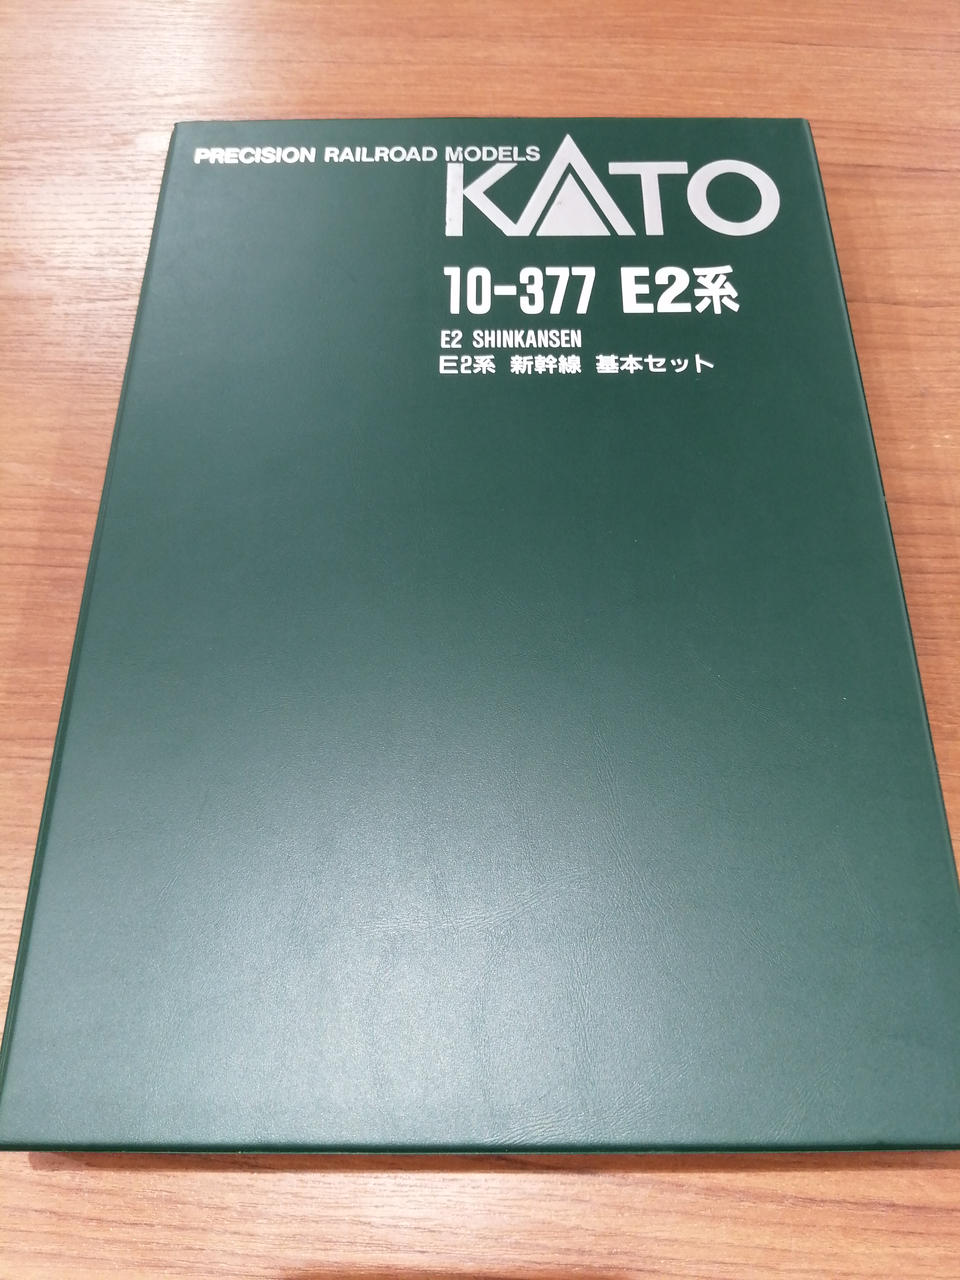 PRECISION RAILROAD MODELS
KATO
10-377 E2系
E2 SHINKANSEN
E2系 新幹線 基本セット